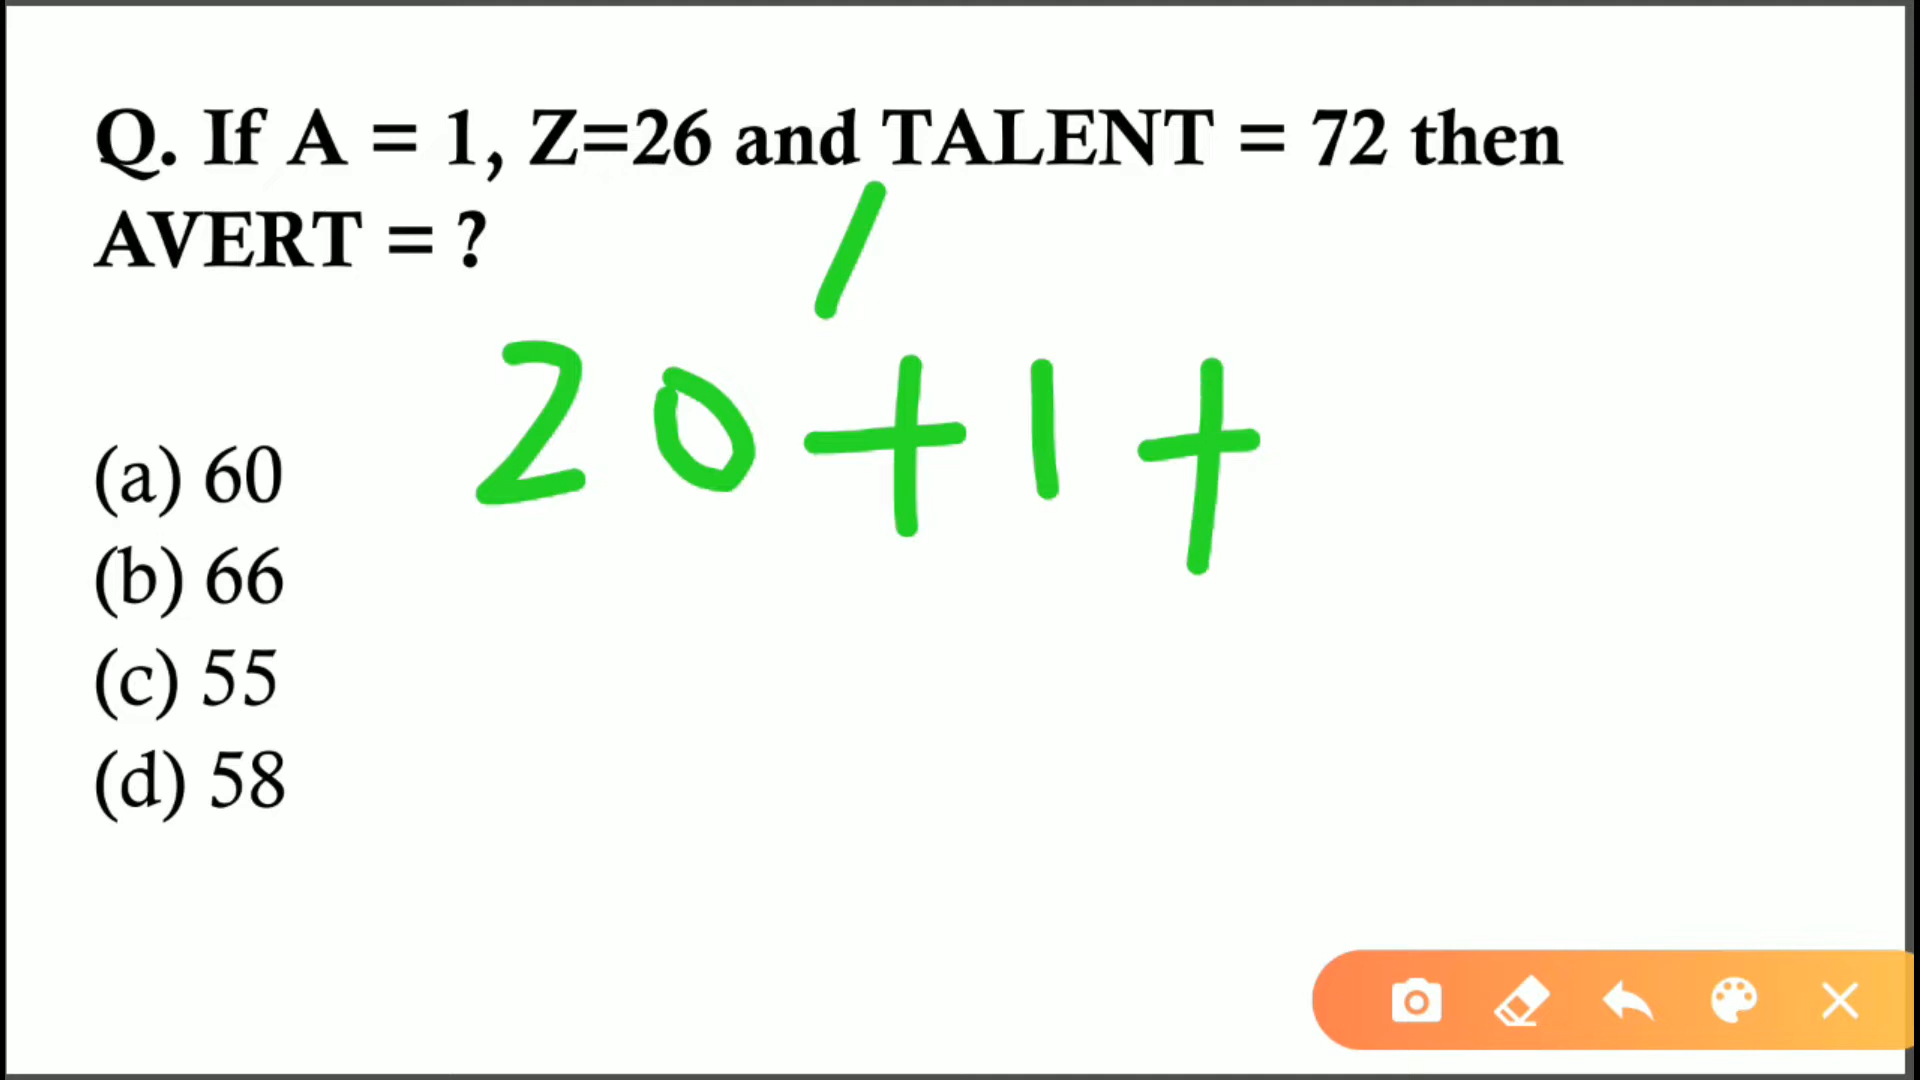 Q. If A = 1, Z=26 and TALENT = 72 then
AVERT = ?
20+1+
(a) 60
(b) 66
(c) 55
(d) 58